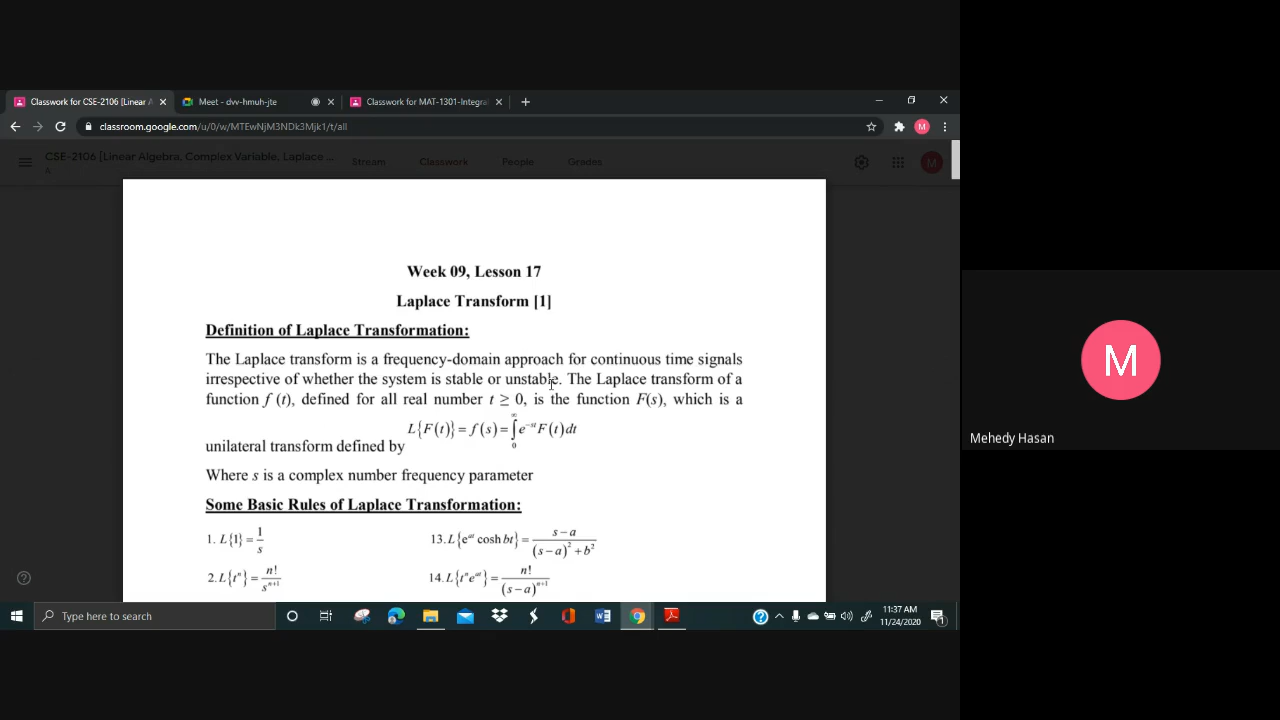 Classwork for CSE-2106 [Linear A
Meet - dvv-hmuh-jte
Classwork for MAT-1301-Integra
classroom.google.com/u/0/w/MTEwNjM3NDk3Mjk1/t/all
CSE-2106 [Linear Algebra, Complex Variable, Laplace ...
A
Stream
Classwork
People
Grades
M
Week 09, Lesson 17
Laplace Transform [1]
Definition of Laplace Transformation:
The Laplace transform is a frequency-domain approach for continuous time signals
irrespective of whether the system is stable or unstable. The Laplace transform of a
function f (t), defined for all real number t ≥ 0, is the function F(s), which is a
unilateral transform defined by L{F(t)} = f(s) = ∫₀^∞ e^{-st} F(t) dt
Where s is a complex number frequency parameter
Some Basic Rules of Laplace Transformation:
1. L{1} = 1/s
13. L{e^{at} cosh bt} = (s-a)/((s-a)^2+b^2)
2. L{t^n} = n!/s^{n+1}
14. L{t^n e^{at}} = n!/(s-a)^{n+1}
Type here to search
11:37 AM
11/24/2020
M
Mehedy Hasan